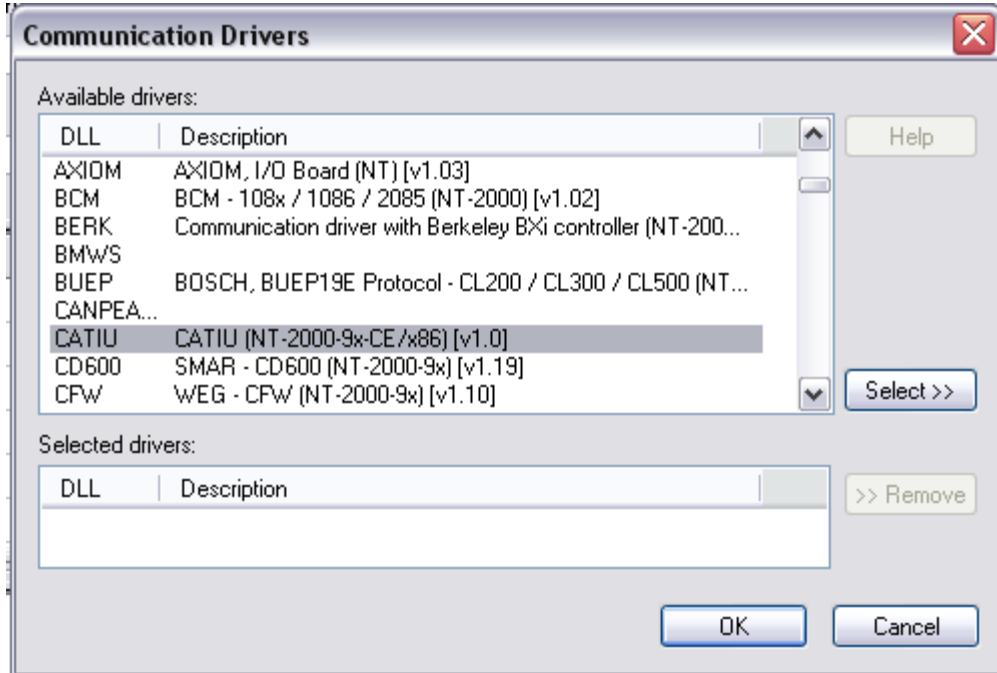 Communication Drivers
Available drivers:
DLL Description
Help
AXIOM AXIOM, I/O Board (NT) [v1.03]
BCM BCM - 108x / 1086 / 2085 (NT-2000) [v1.02]
BERK Communication driver with Berkeley BXi controller (NT-200...
BMWS
BUEP BOSCH, BUEP19E Protocol - CL200 / CL300 / CL500 (NT...
CANPEA...
CATIU CATIU (NT-2000-9x-CE/x86) [v1.0]
CD600 SMAR - CD600 (NT-2000-9x) [v1.19]
CFW WEG - CFW (NT-2000-9x) [v1.10]
Select >>
Selected drivers:
DLL Description
>> Remove
OK Cancel